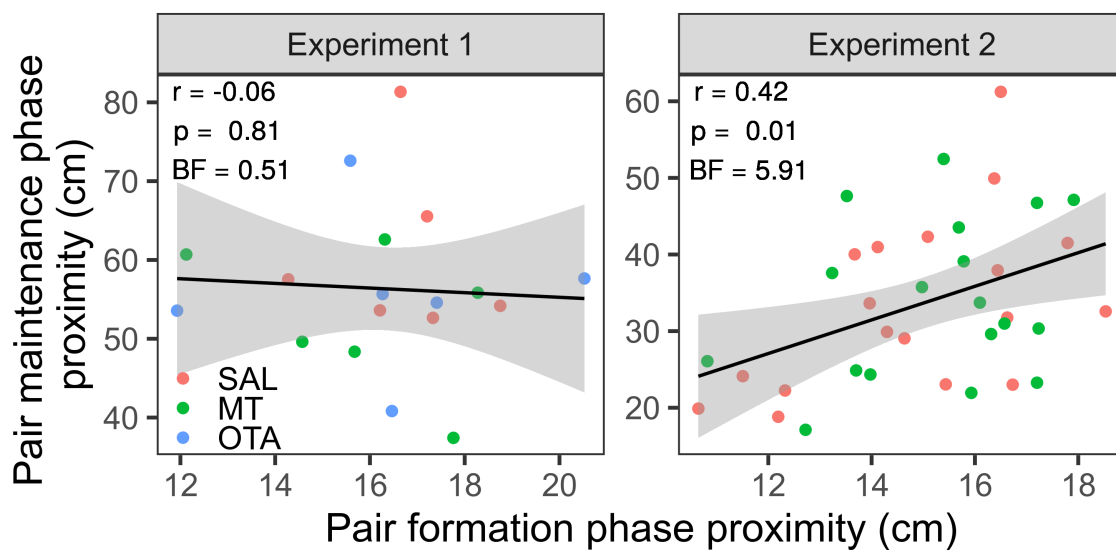 Experiment 1
Experiment 2
Pair maintenance phase
proximity (cm)
r = -0.06
p = 0.81
BF = 0.51
80
70
60
50
40
SAL
MT
OTA
12
14
16
18
20
r = 0.42
p = 0.01
BF = 5.91
60
50
40
30
20
12
14
16
18
Pair formation phase proximity (cm)